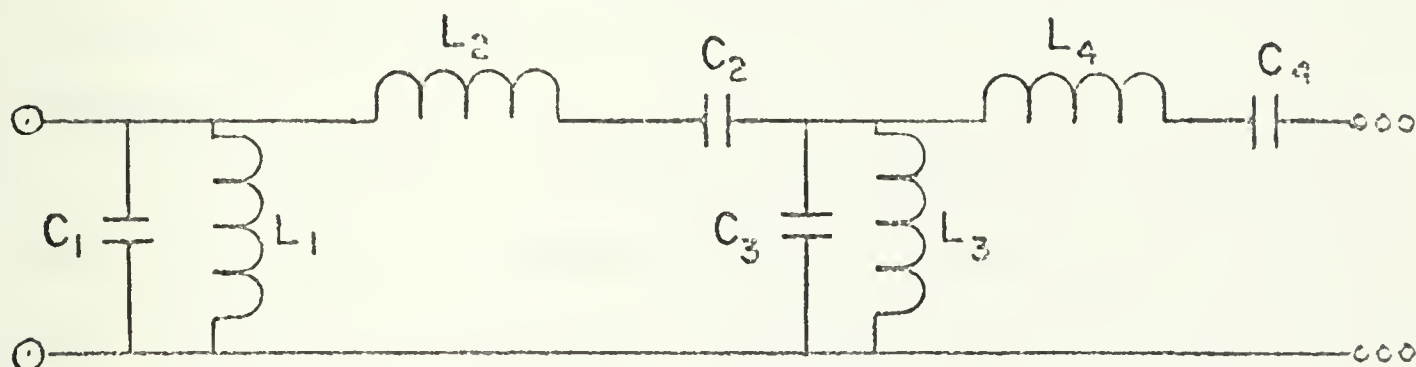 L₂
C₂
L₄
C₄
C₁
L₁
C₃
L₃